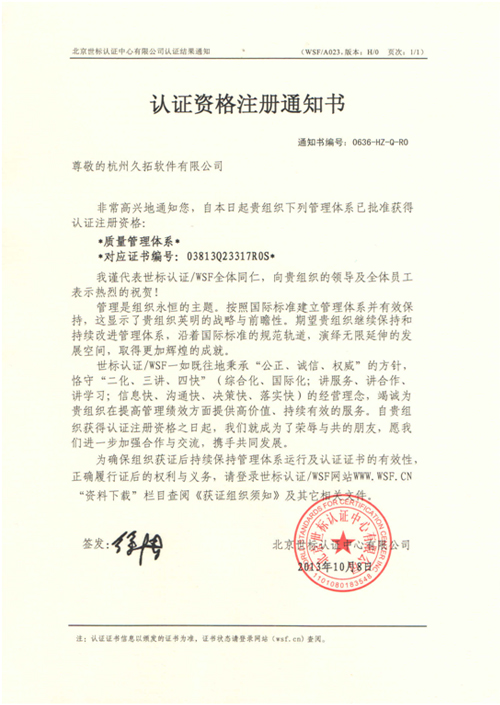 北京世标认证中心有限公司认证结果通知 (WSF/A023、版本：H/0 页次：1/1)
认证资格注册通知书
通知书编号：0636-HZ-Q-R0
尊敬的杭州久拓软件有限公司
非常高兴地通知您，自本日起贵组织下列管理体系已批准获得
认证注册资格：
*质量管理体系*
*对应证书编号：03813Q23317R0S*
我谨代表世标认证/WSF全体同仁，向贵组织的领导及全体员工
表示热烈的祝贺！
管理是组织永恒的主题。按照国际标准建立管理体系并有效保
持，这显示了贵组织英明的战略与前瞻性。期望贵组织继续保持和
持续改进管理体系，沿着国际标准的规范轨道，演绎无限延伸的发
展空间，取得更加辉煌的成就。
世标认证/WSF一如既往地秉承“公正、诚信、权威”的方针，
恪守“二化、三讲、四快”（综合化、国际化；讲服务、讲合作、
讲学习；信息快、沟通快、决策快、落实快）的经营理念，竭诚为
贵组织在提高管理绩效方面提供高价值、持续有效的服务。自贵组
织获得认证注册资格之日起，我们就成为了荣辱与共的朋友，愿我
们进一步加强合作与交流，携手共同发展。
为确保组织获证后持续保持管理体系运行及认证证书的有效性，
正确履行证后的权利与义务，请登录世标认证/WSF网站WWW.WSF.CN
“资料下载”栏目查阅《获证组织须知》及其它相关文件。
签发：
北京世标认证中心有限公司
2013年10月8日
WORLD STANDARDS FOR CERTIFICATION CENTER INC.
北京世标认证中心有限公司
1101080183548
注：认证证书信息以颁发的证书为准，证书状态请登录网站(wsf.cn)查阅。